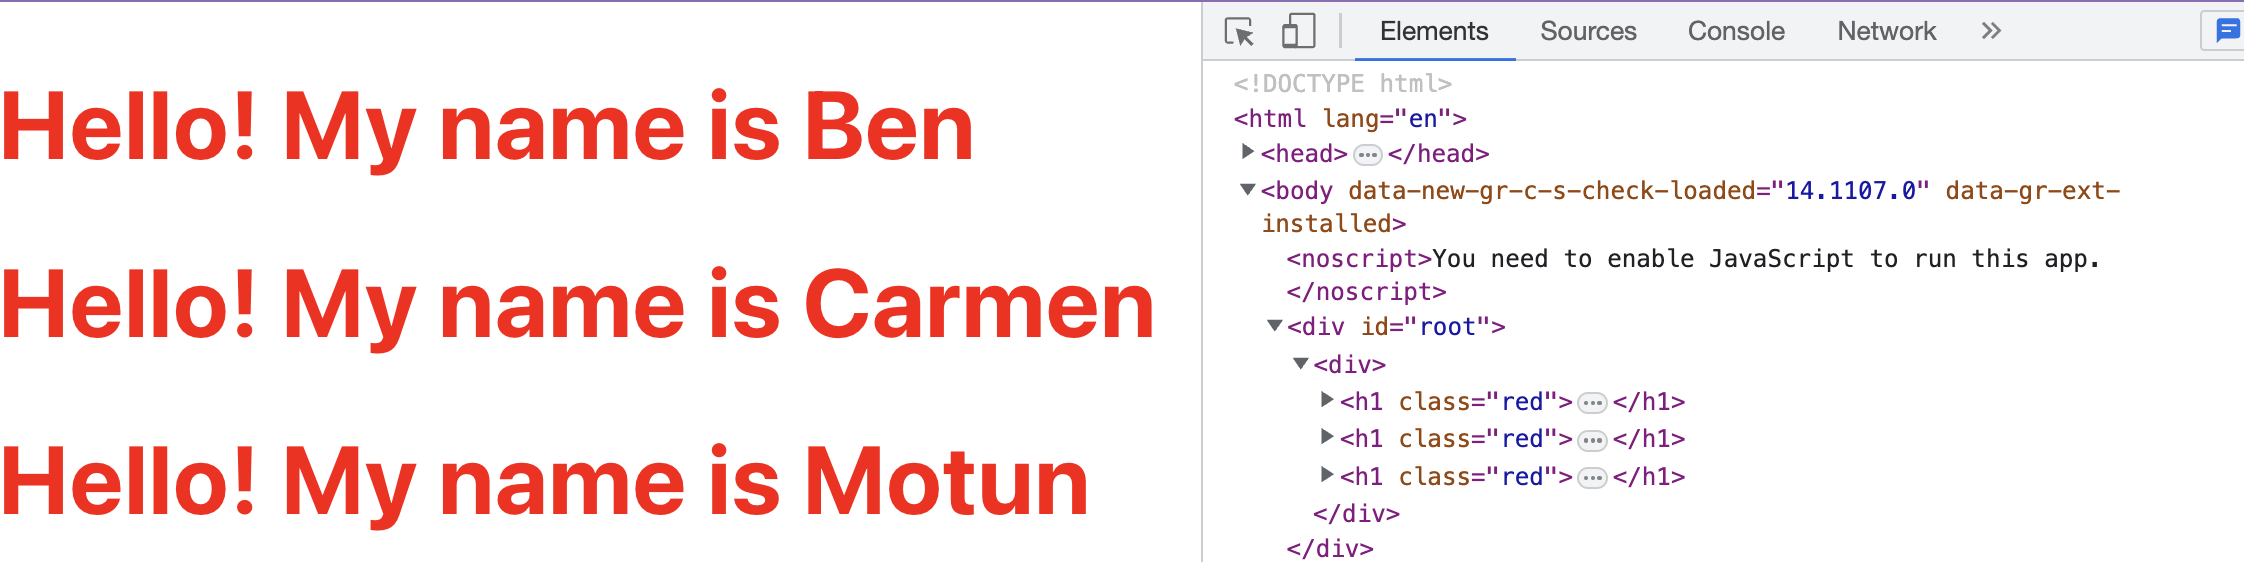 Hello! My name is Ben
Hello! My name is Carmen
Hello! My name is Motun
Elements Sources Console Network
<!DOCTYPE html>
<html lang="en">
<head> </head>
<body data-new-gr-c-s-check-loaded="14.1107.0" data-gr-ext-
installed>
<noscript>You need to enable JavaScript to run this app.
</noscript>
<div id="root">
<div>
<h1 class="red"> </h1>
<h1 class="red"> </h1>
<h1 class="red"> </h1>
</div>
</div>